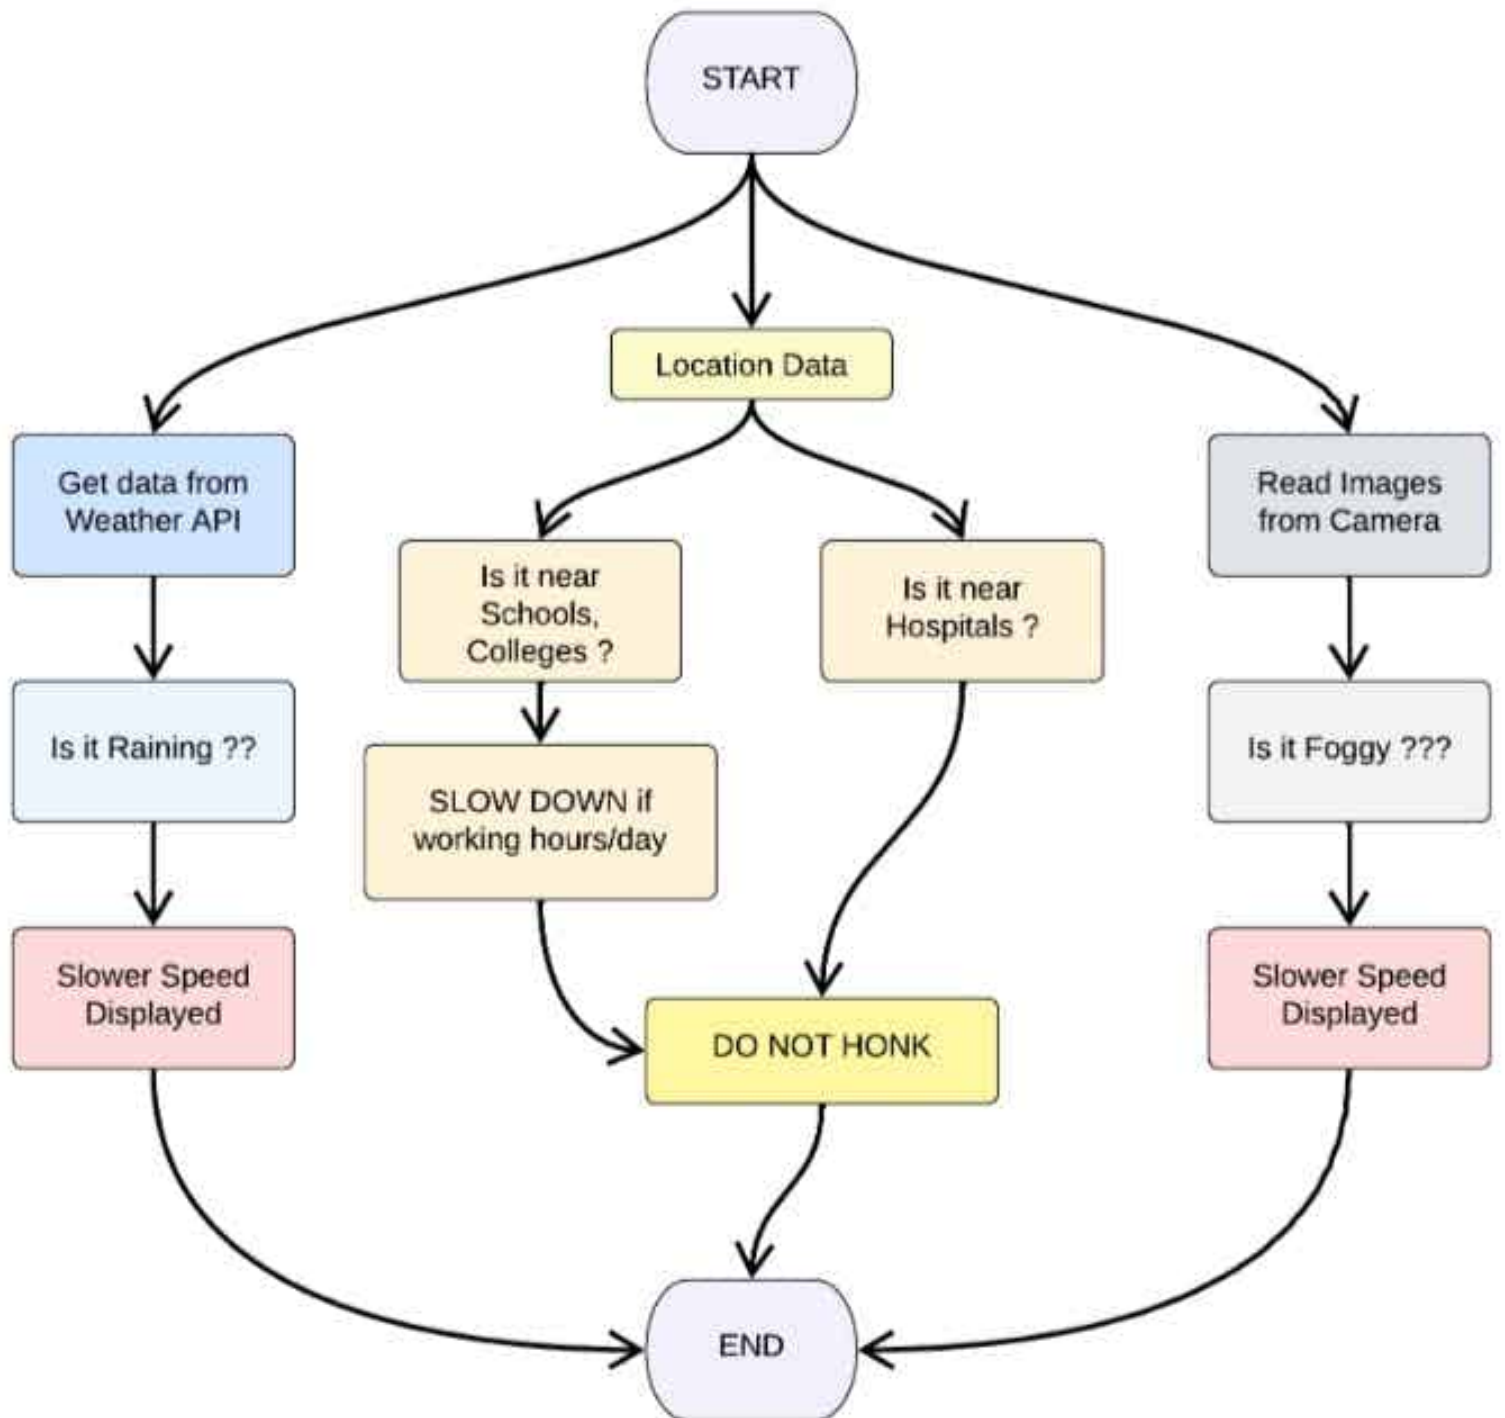 START
Location Data
Get data from
Weather API
Read Images
from Camera
Is it near
Schools,
Colleges ?
Is it near
Hospitals ?
Is it Raining ??
Is it Foggy ???
SLOW DOWN if
working hours/day
Slower Speed
Displayed
Slower Speed
Displayed
DO NOT HONK
END